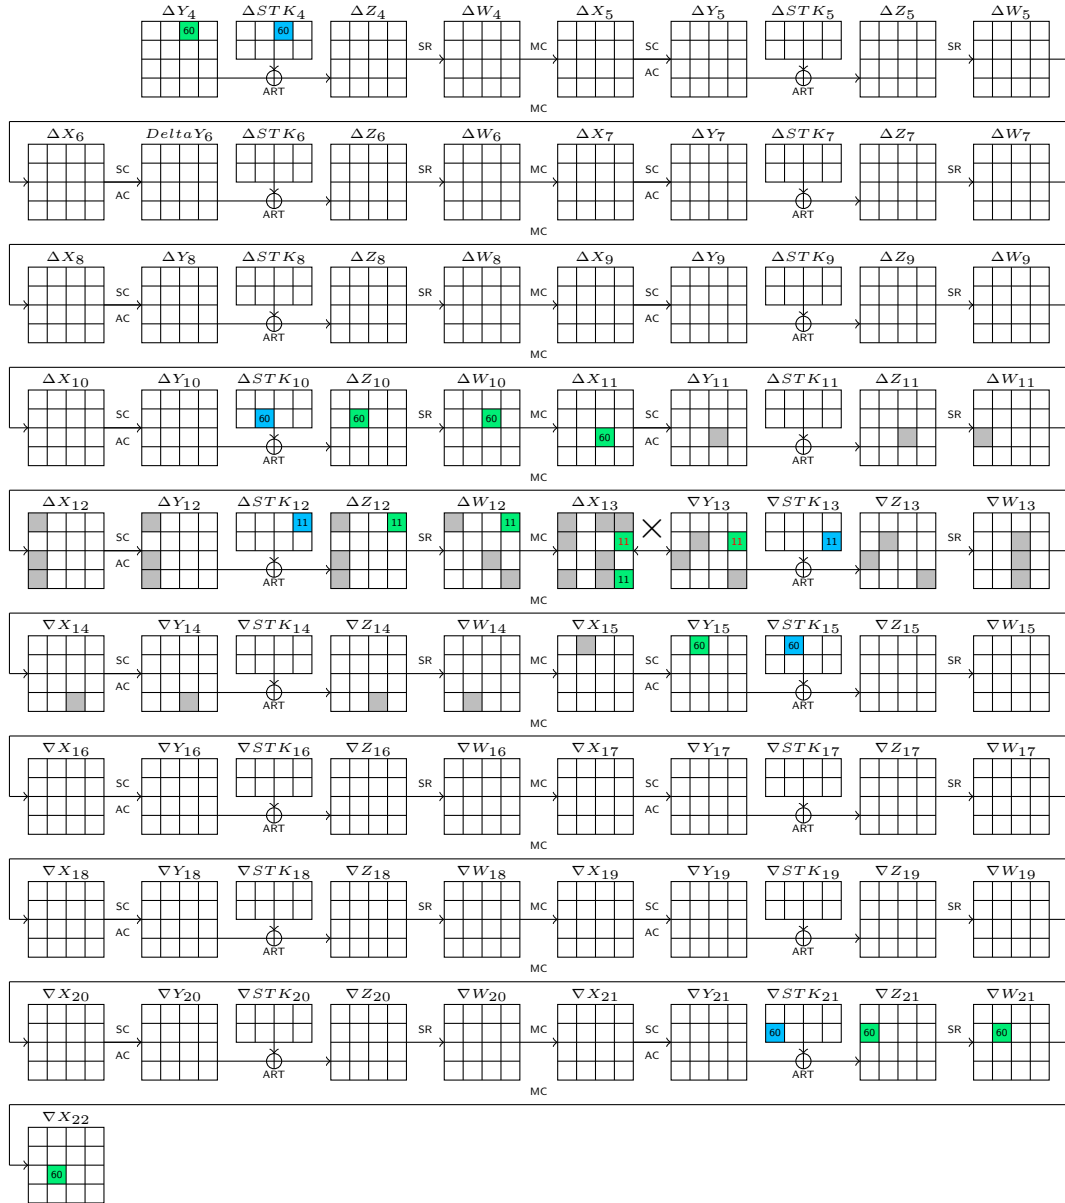 ΔY₄ ΔSTK₄ ΔZ₄ ΔW₄ ΔX₅ ΔY₅ ΔSTK₅ ΔZ₅ ΔW₅
60 60
SR MC SC SR
AC
ART ART
MC
ΔX₆ DeltaY₆ ΔSTK₆ ΔZ₆ ΔW₆ ΔX₇ ΔY₇ ΔSTK₇ ΔZ₇ ΔW₇
SC SR MC SC SR
AC AC
ART ART
MC
ΔX₈ ΔY₈ ΔSTK₈ ΔZ₈ ΔW₈ ΔX₉ ΔY₉ ΔSTK₉ ΔZ₉ ΔW₉
SC SR MC SC SR
AC AC
ART ART
MC
ΔX₁₀ ΔY₁₀ ΔSTK₁₀ ΔZ₁₀ ΔW₁₀ ΔX₁₁ ΔY₁₁ ΔSTK₁₁ ΔZ₁₁ ΔW₁₁
SC 60 60 SR 60 MC SC SR
AC 60 AC
ART ART
MC
ΔX₁₂ ΔY₁₂ ΔSTK₁₂ ΔZ₁₂ ΔW₁₂ ΔX₁₃ ∇Y₁₃ ∇STK₁₃ ∇Z₁₃ ∇W₁₃
11 11 11
SC SR MC 11 11 11 SR
AC
ART 11 ART
MC
∇X₁₄ ∇Y₁₄ ∇STK₁₄ ∇Z₁₄ ∇W₁₄ ∇X₁₅ ∇Y₁₅ ∇STK₁₅ ∇Z₁₅ ∇W₁₅
60 60
SC SR MC SC SR
AC AC
ART ART
MC
∇X₁₆ ∇Y₁₆ ∇STK₁₆ ∇Z₁₆ ∇W₁₆ ∇X₁₇ ∇Y₁₇ ∇STK₁₇ ∇Z₁₇ ∇W₁₇
SC SR MC SC SR
AC AC
ART ART
MC
∇X₁₈ ∇Y₁₈ ∇STK₁₈ ∇Z₁₈ ∇W₁₈ ∇X₁₉ ∇Y₁₉ ∇STK₁₉ ∇Z₁₉ ∇W₁₉
SC SR MC SC SR
AC AC
ART ART
MC
∇X₂₀ ∇Y₂₀ ∇STK₂₀ ∇Z₂₀ ∇W₂₀ ∇X₂₁ ∇Y₂₁ ∇STK₂₁ ∇Z₂₁ ∇W₂₁
SC SR MC SC 60 60 SR 60
AC AC
ART ART
MC
∇X₂₂
60